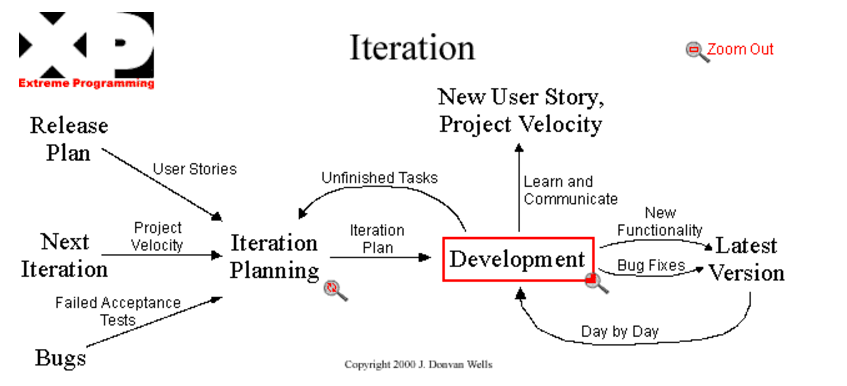 XP
Extreme Programming
Iteration
Zoom Out
New User Story,
Project Velocity
Release
Plan
User Stories
Unfinished Tasks
Learn and
Communicate
Next
Iteration
Project
Velocity
Iteration
Planning
Iteration
Plan
Development
New
Functionality
Bug Fixes
Latest
Version
Failed Acceptance
Tests
Bugs
Day by Day
Copyright 2000 J. Donvan Wells